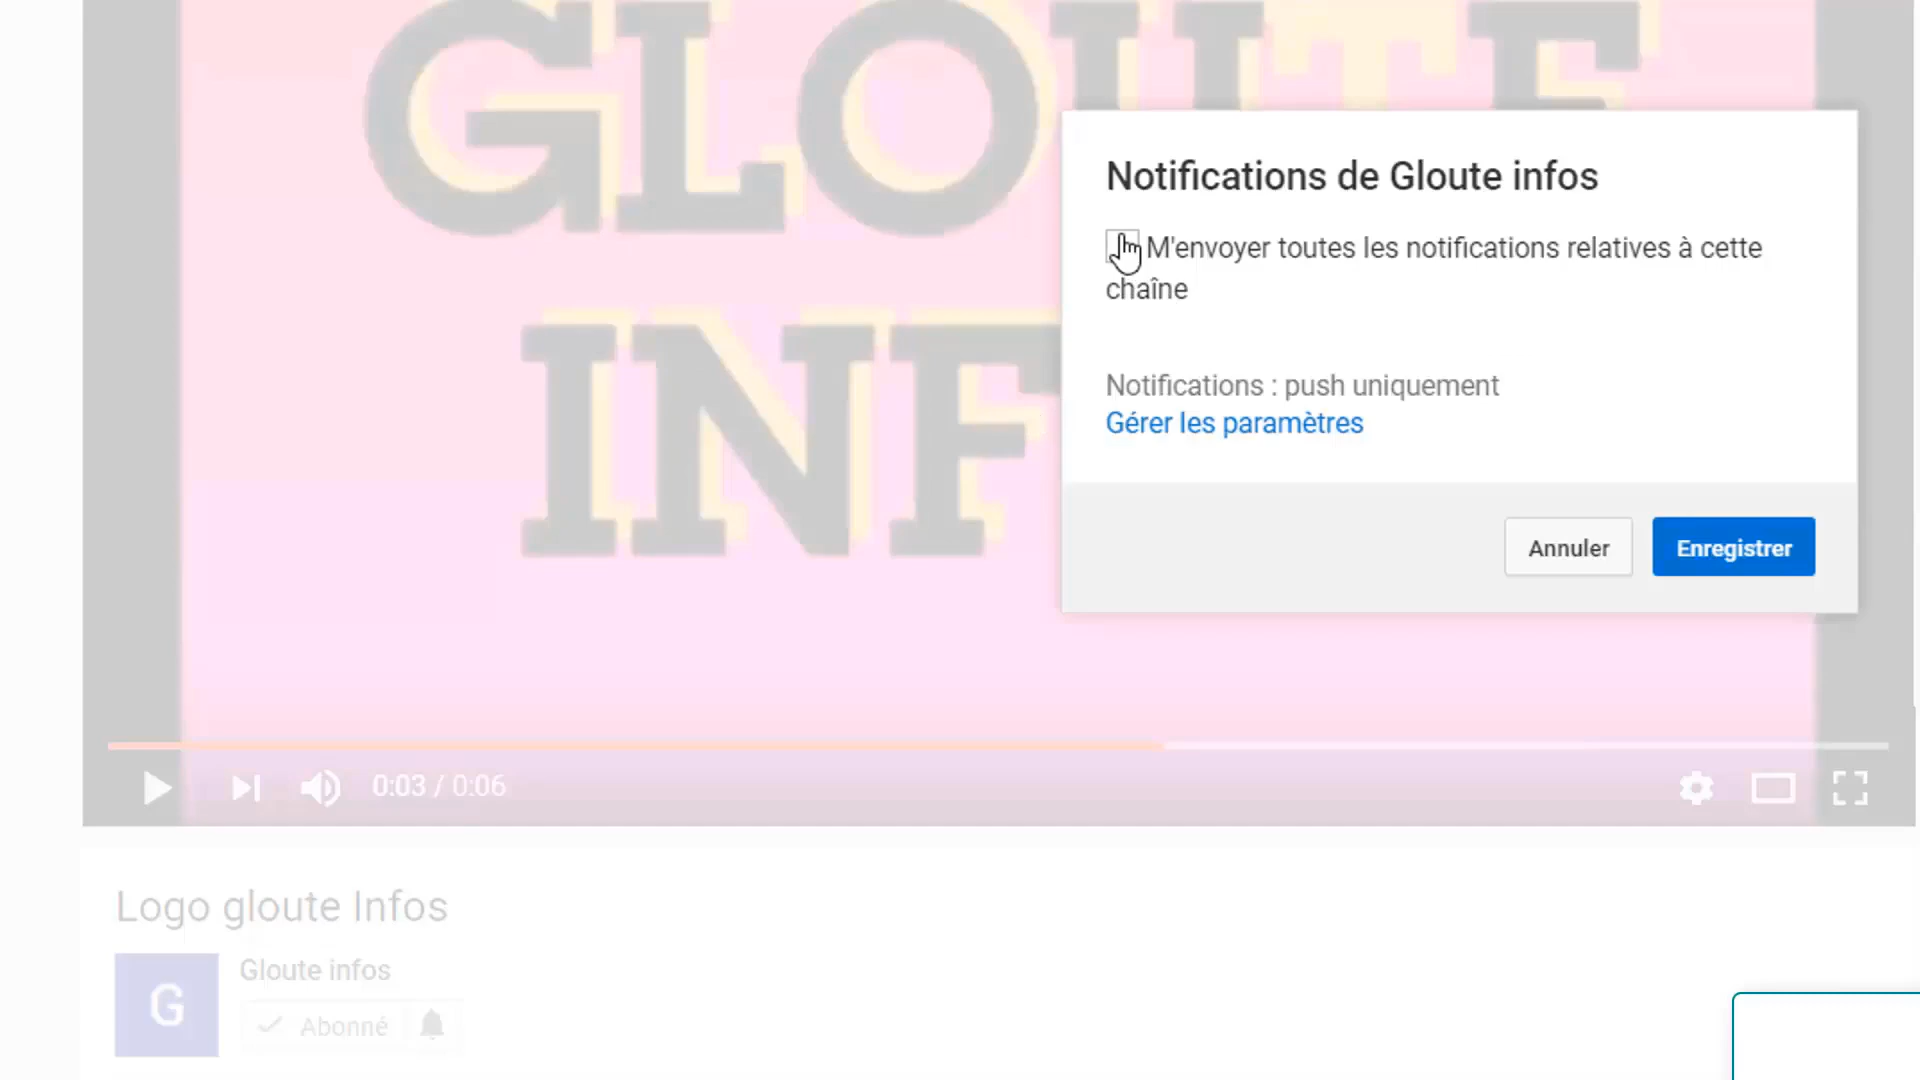 GLOUTE
INF
Notifications de Gloute infos
M'envoyer toutes les notifications relatives à cette
chaîne
Notifications : push uniquement
Gérer les paramètres
Annuler
Enregistrer
0:03 / 0:06
Logo gloute Infos
G
Gloute infos
Abonné